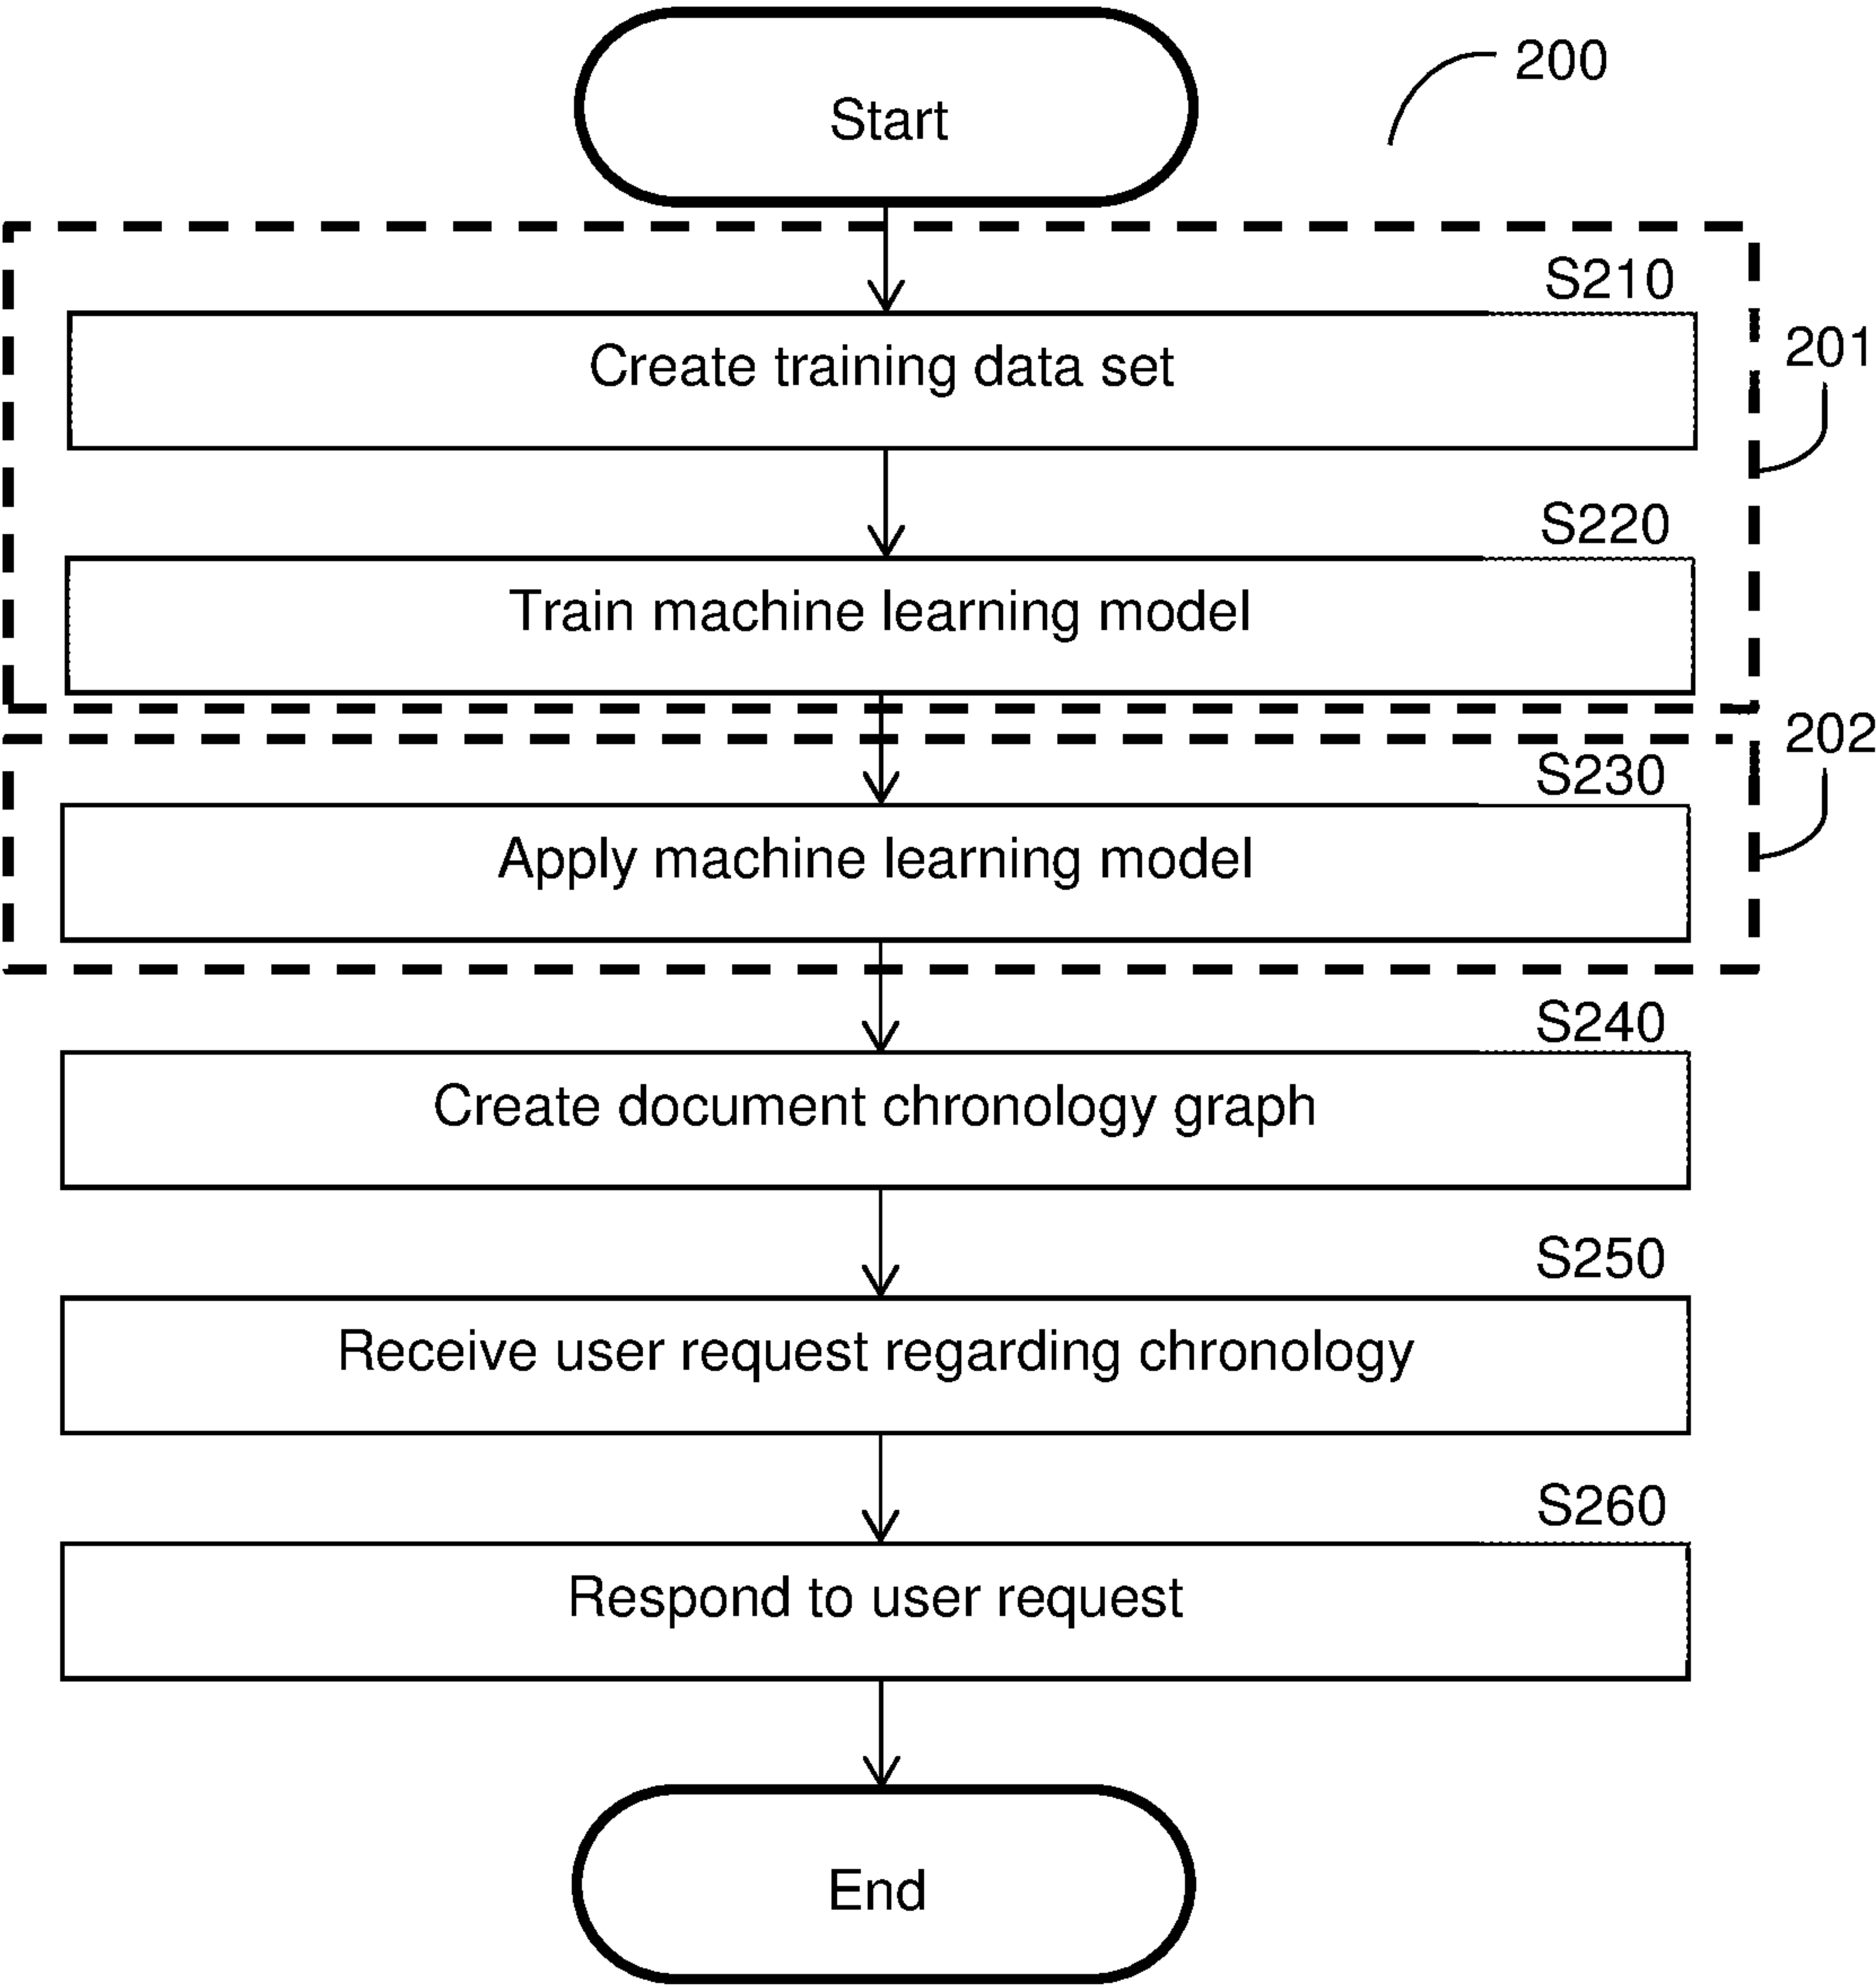 Start
200
S210
Create training data set
201
S220
Train machine learning model
202
S230
Apply machine learning model
S240
Create document chronology graph
S250
Receive user request regarding chronology
S260
Respond to user request
End